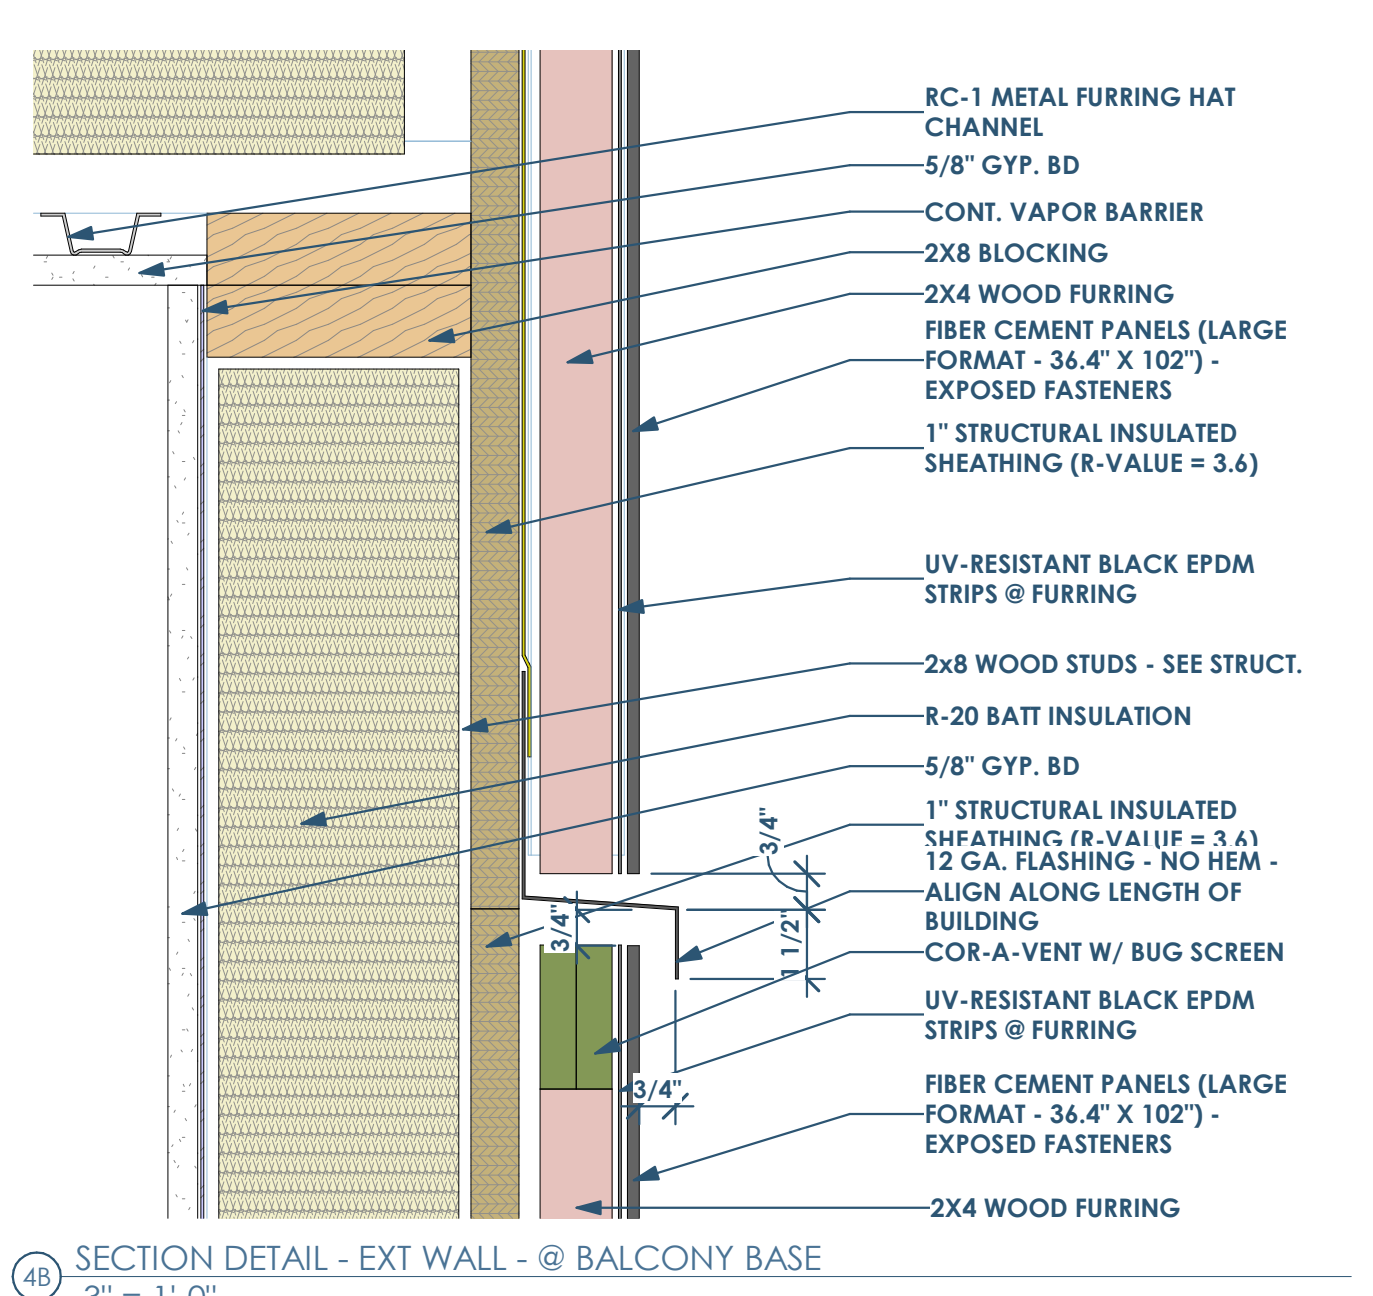 RC-1 METAL FURRING HAT
CHANNEL
5/8" GYP. BD
CONT. VAPOR BARRIER
2X8 BLOCKING
2X4 WOOD FURRING
FIBER CEMENT PANELS (LARGE
FORMAT - 36.4" X 102") -
EXPOSED FASTENERS
1" STRUCTURAL INSULATED
SHEATHING (R-VALUE = 3.6)
UV-RESISTANT BLACK EPDM
STRIPS @ FURRING
2x8 WOOD STUDS - SEE STRUCT.
R-20 BATT INSULATION
5/8" GYP. BD
1" STRUCTURAL INSULATED
SHEATHING (R-VALUE = 3.6)
12 GA. FLASHING - NO HEM -
ALIGN ALONG LENGTH OF
BUILDING
COR-A-VENT W/ BUG SCREEN
UV-RESISTANT BLACK EPDM
STRIPS @ FURRING
FIBER CEMENT PANELS (LARGE
FORMAT - 36.4" X 102") -
EXPOSED FASTENERS
2X4 WOOD FURRING
3/4"
3/4"
1 1/2"
3/4"
4B
SECTION DETAIL - EXT WALL - @ BALCONY BASE
3" = 1'-0"